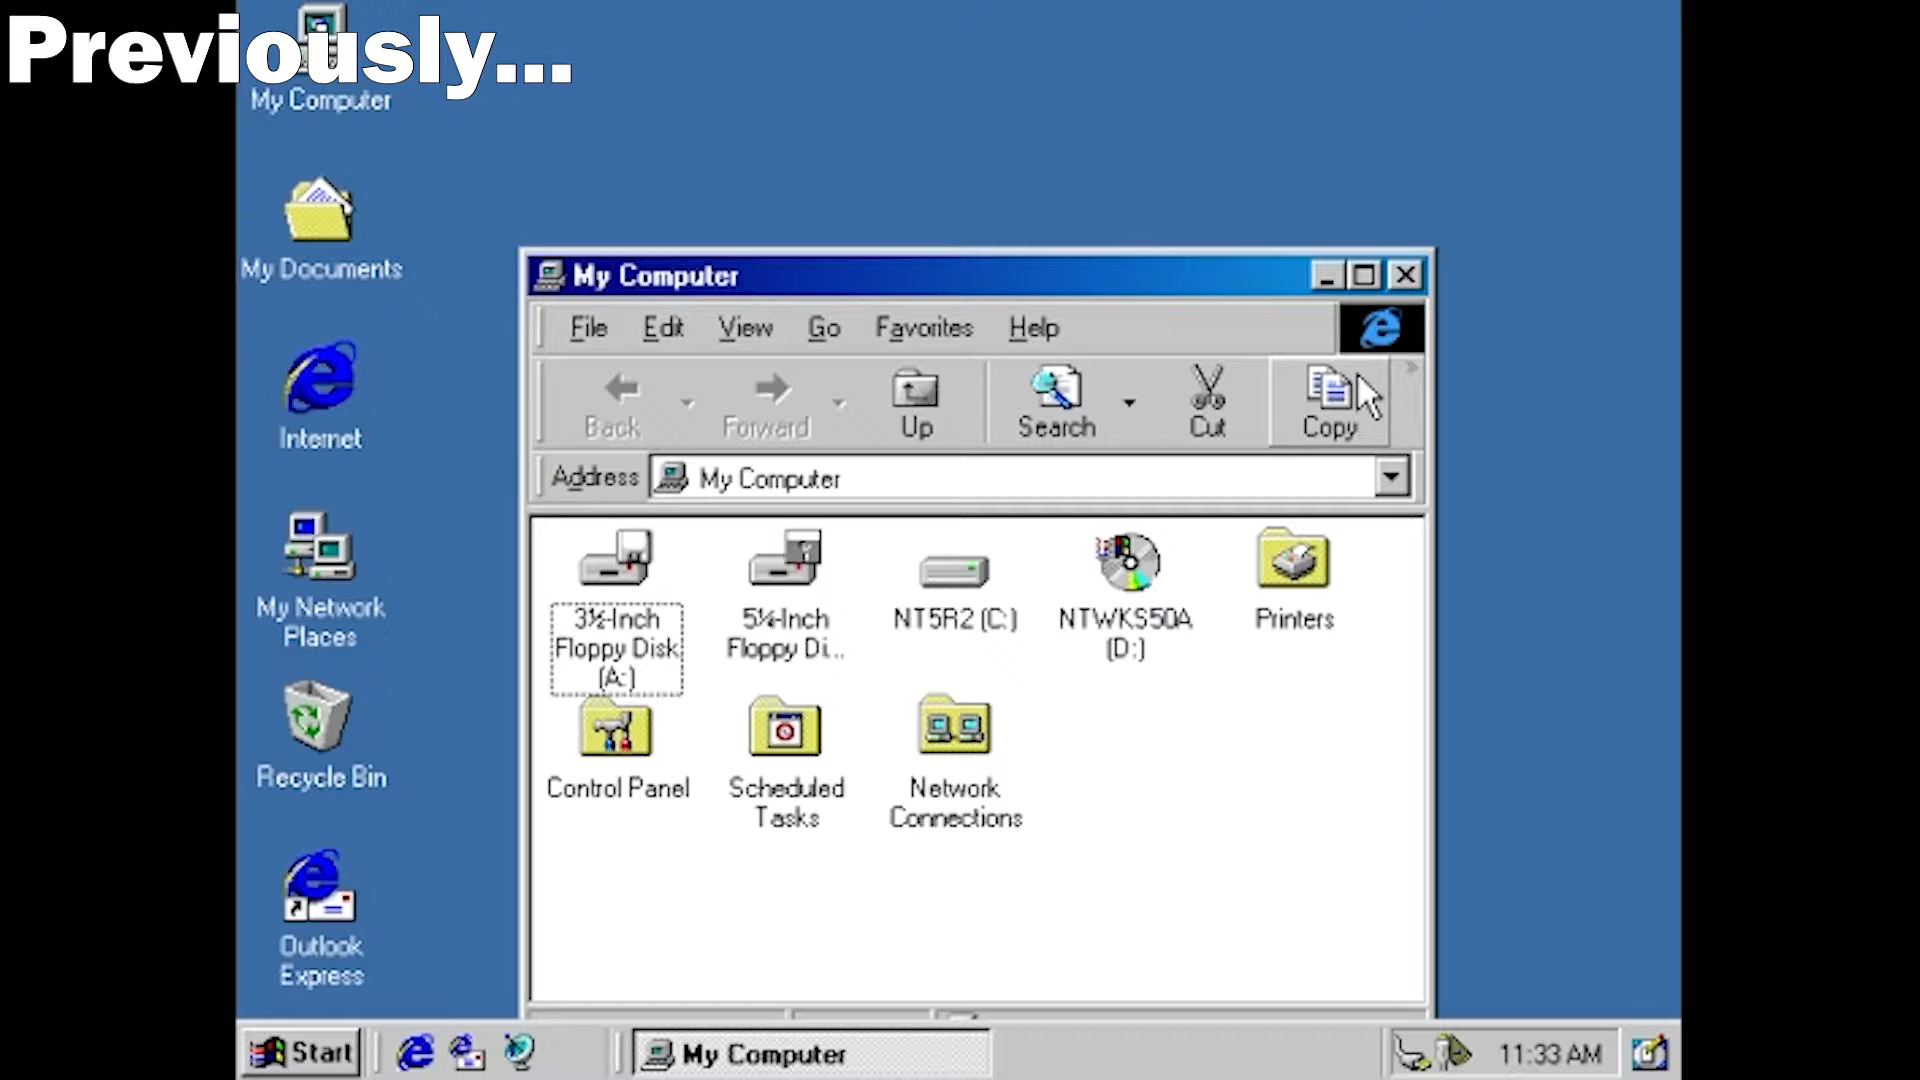 Previously...
My Computer
My Documents
Internet
My Network
Places
Recycle Bin
Outlook
Express
My Computer
File Edit View Go Favorites Help
Back Forward Up Search Cut Copy
Address My Computer
3½-Inch
Floppy Disk
(A:)
5¼-Inch
Floppy Di...
NT5R2 (C:)
NTWKS50A
(D:)
Printers
Control Panel
Scheduled
Tasks
Network
Connections
Start My Computer 11:33 AM